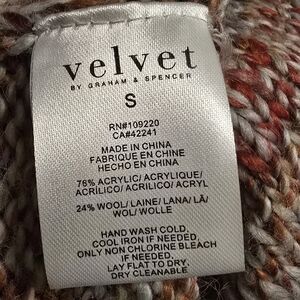 velvet
BY GRAHAM & SPENCER
S
RN#109220
CA#42241
MADE IN CHINA
FABRIQUE EN CHINE
HECHO EN CHINA
76% ACRYLIC/ACRYLIQUE/
ACRÍLICO/ACRILICO/ACRYL
24% WOOL/LAINE/LANA/LÃ/
WOL/WOLLE
HAND WASH COLD,
COOL IRON IF NEEDED,
ONLY NON CHLORINE BLEACH
IF NEEDED,
LAY FLAT TO DRY,
DRY CLEANABLE